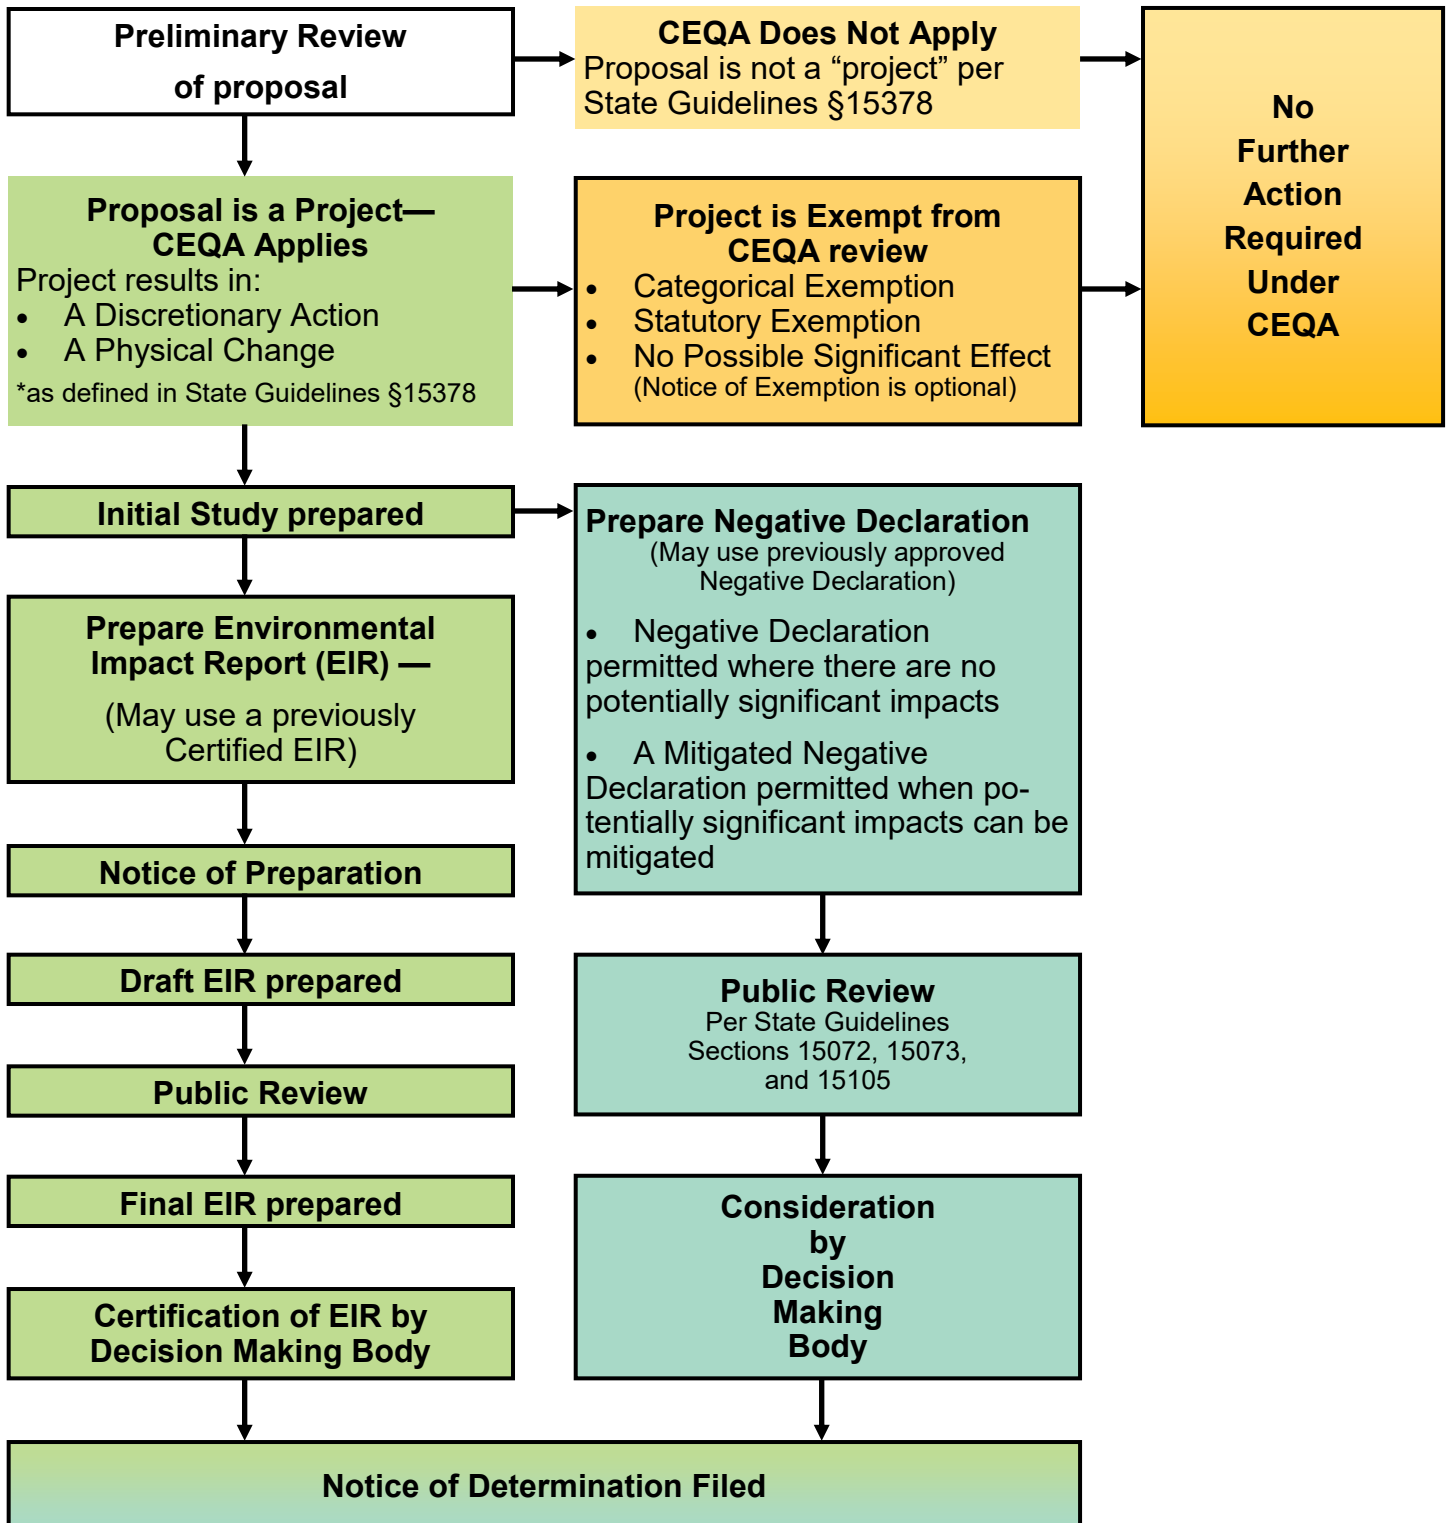 Preliminary Review
of proposal
CEQA Does Not Apply
Proposal is not a “project” per
State Guidelines §15378
No
Further
Action
Required
Under
CEQA
Proposal is a Project—
CEQA Applies
Project results in:
• A Discretionary Action
• A Physical Change
*as defined in State Guidelines §15378
Project is Exempt from
CEQA review
• Categorical Exemption
• Statutory Exemption
• No Possible Significant Effect
(Notice of Exemption is optional)
Initial Study prepared
Prepare Negative Declaration
(May use previously approved
Negative Declaration)
• Negative Declaration
permitted where there are no
potentially significant impacts
• A Mitigated Negative
Declaration permitted when po-
tentially significant impacts can be
mitigated
Prepare Environmental
Impact Report (EIR) —
(May use a previously
Certified EIR)
Notice of Preparation
Draft EIR prepared
Public Review
Final EIR prepared
Certification of EIR by
Decision Making Body
Public Review
Per State Guidelines
Sections 15072, 15073,
and 15105
Consideration
by
Decision
Making
Body
Notice of Determination Filed